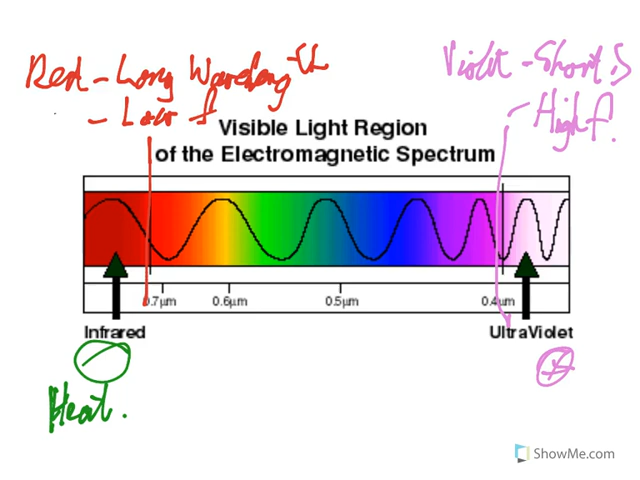 Red - Long Wavelength
- Low f
Violet - Short λ
- High f.
Visible Light Region
of the Electromagnetic Spectrum
0.7μm 0.6μm 0.5μm 0.4μm
Infrared UltraViolet
Heat.
ShowMe.com